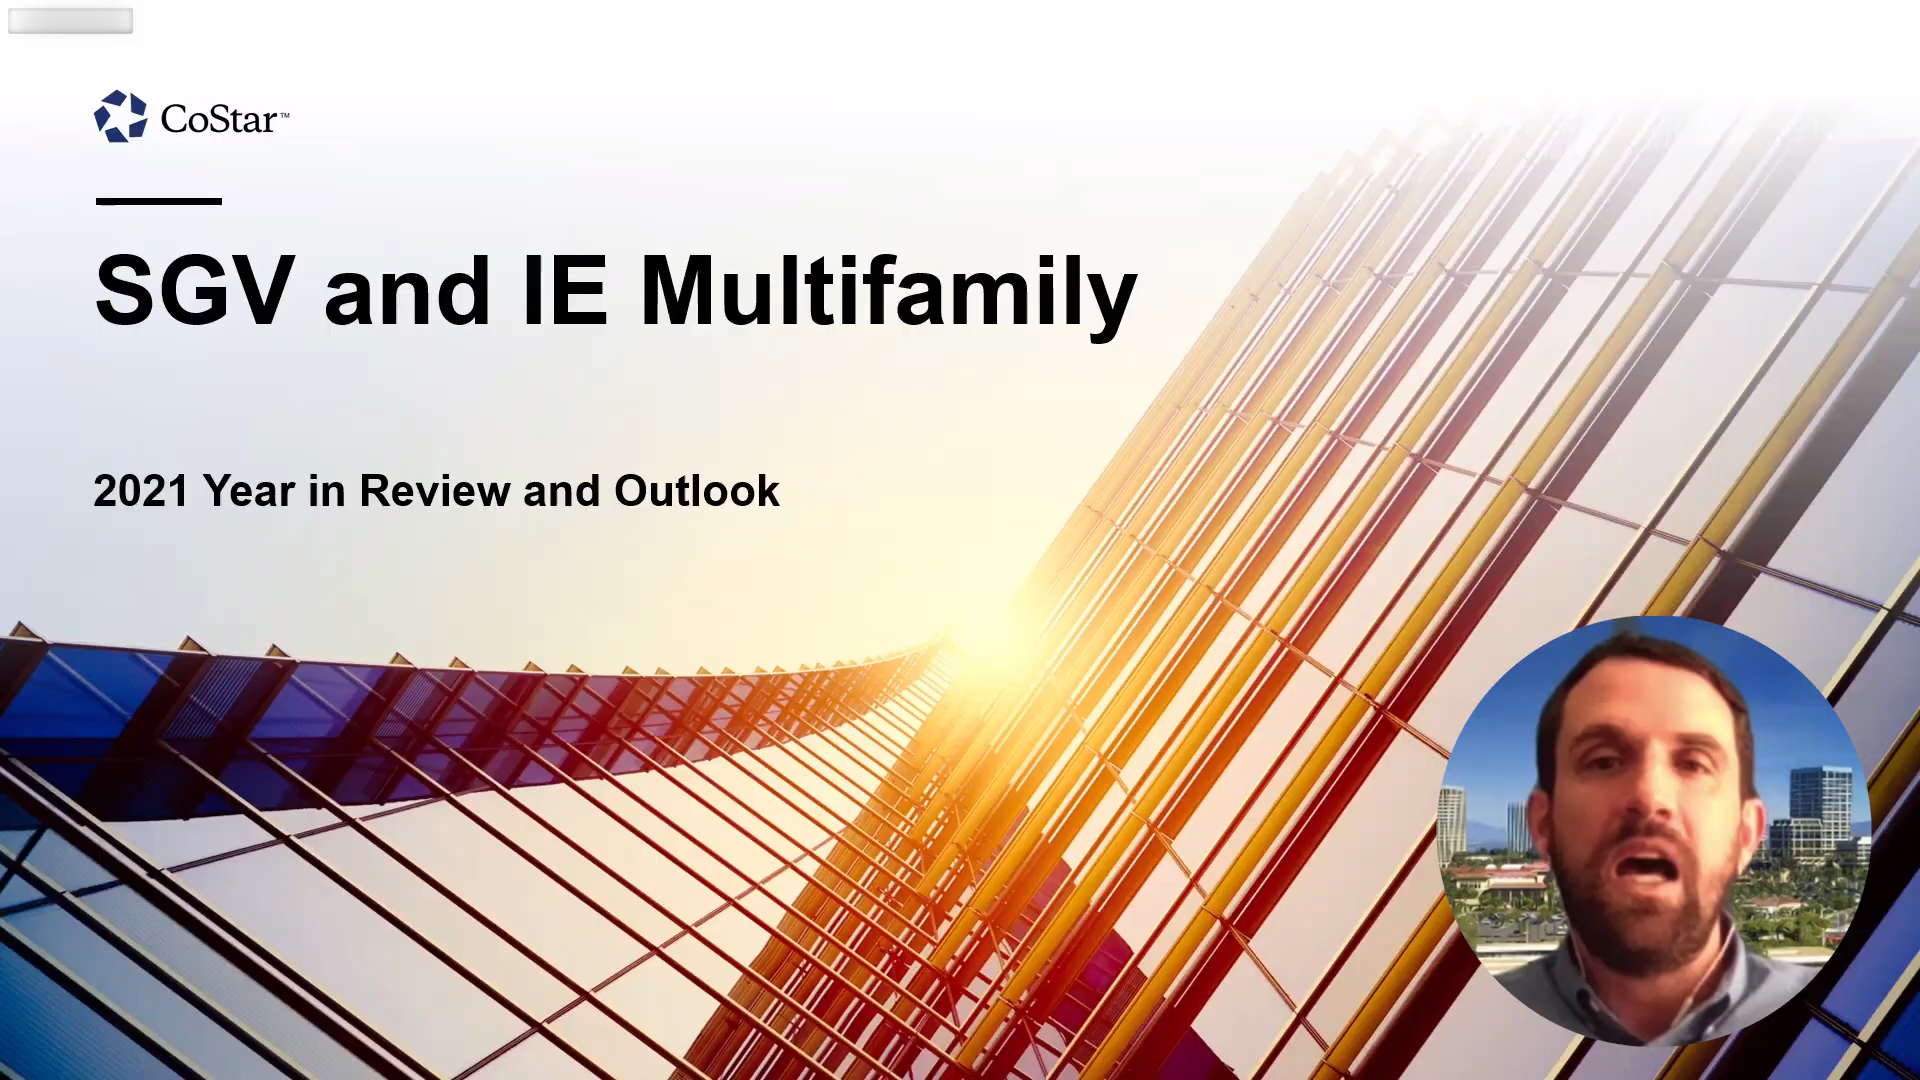 CoStar™
SGV and IE Multifamily
2021 Year in Review and Outlook